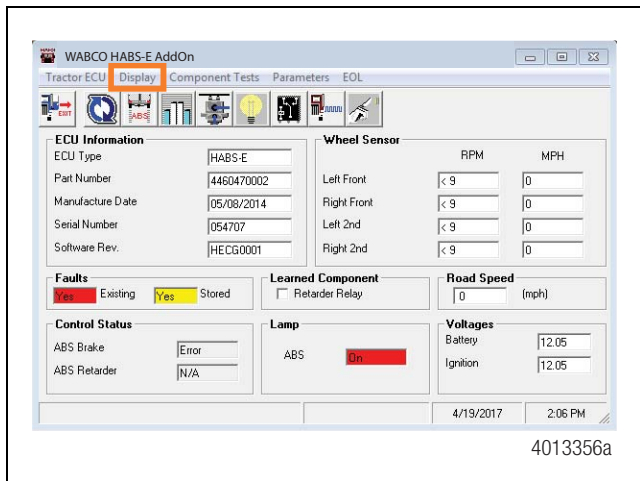 WABCO HABS-E AddOn
Tractor ECU Display Component Tests Parameters EOL
EXIT ABS
ECU Information
ECU Type HABS-E
Part Number 4460470002
Manufacture Date 05/08/2014
Serial Number 054707
Software Rev. HECG0001
Wheel Sensor
RPM MPH
Left Front < 9 0
Right Front < 9 0
Left 2nd < 9 0
Right 2nd < 9 0
Faults
Yes Existing Yes Stored
Learned Component
Retarder Relay
Road Speed
0 (mph)
Control Status
ABS Brake Error
ABS Retarder N/A
Lamp
ABS On
Voltages
Battery 12.05
Ignition 12.05
4/19/2017 2:06 PM
4013356a